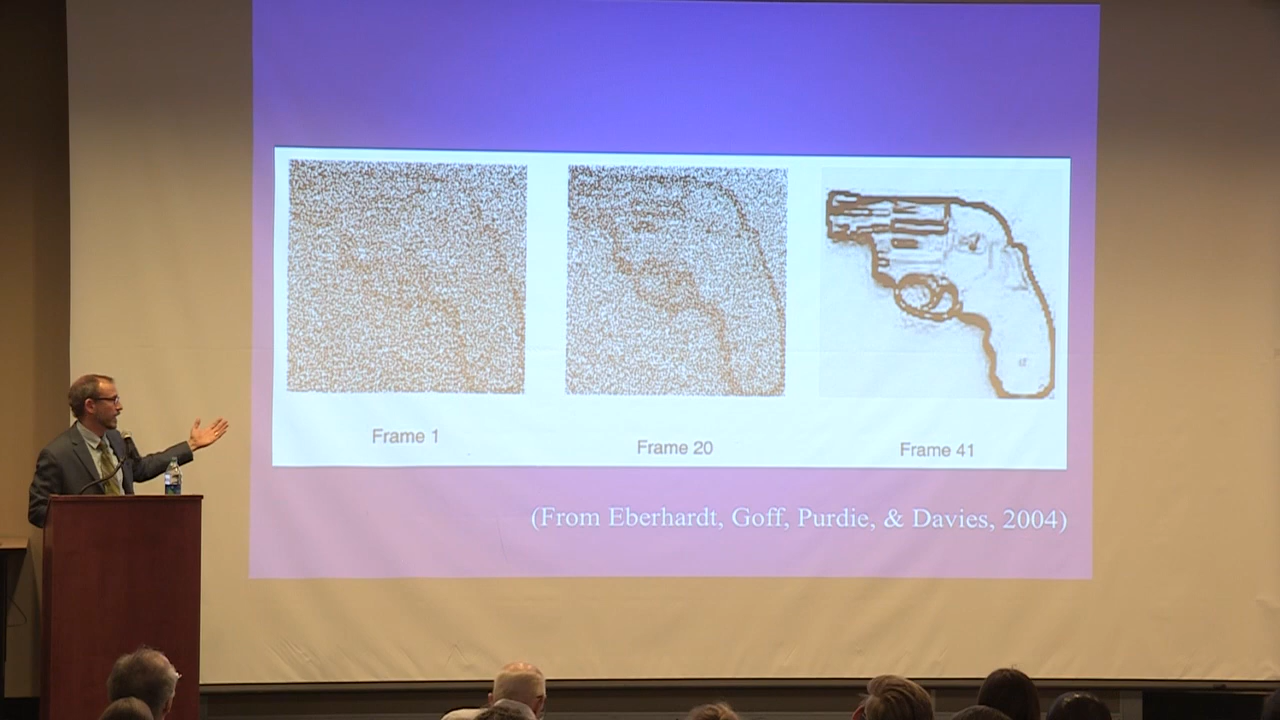 Frame 1
Frame 20
Frame 41
(From Eberhardt, Goff, Purdie, & Davies, 2004)